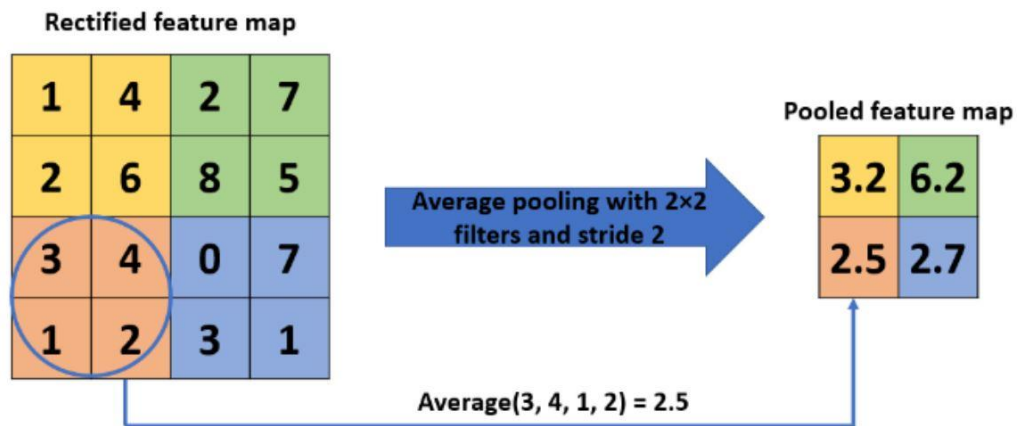 Rectified feature map
1 4 2 7
2 6 8 5
3 4 0 7
1 2 3 1
Average pooling with 2×2
filters and stride 2
Pooled feature map
3.2 6.2
2.5 2.7
Average(3, 4, 1, 2) = 2.5